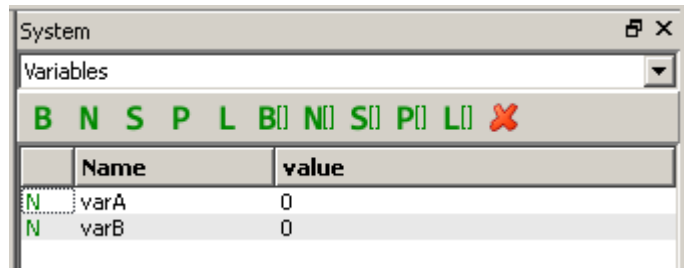 System
Variables
B N S P L B[] N[] S[] P[] L[]
Name value
N varA 0
N varB 0